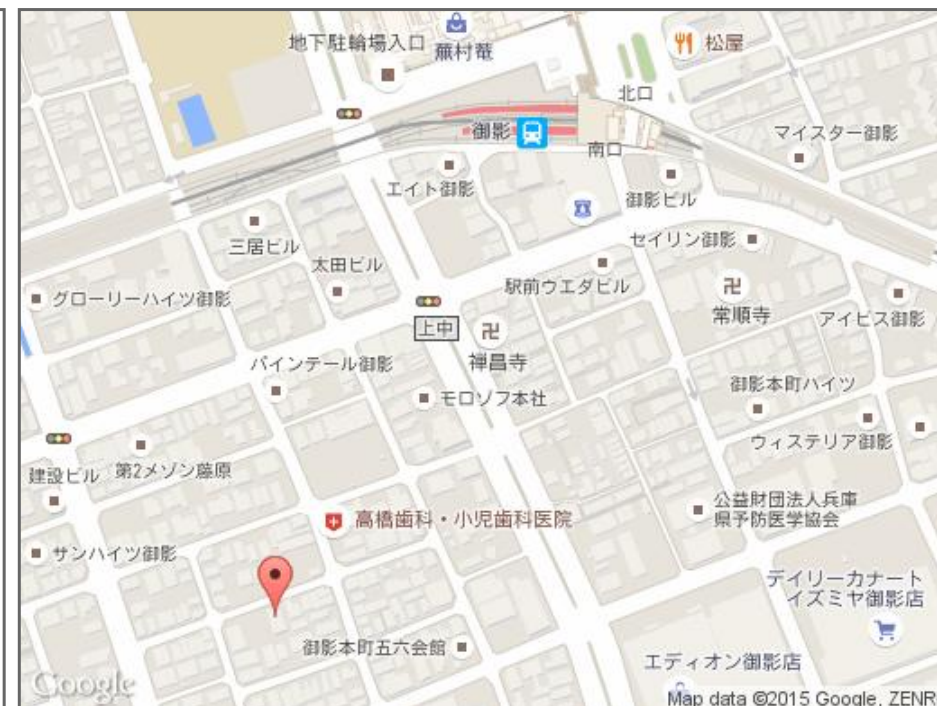 地下駐輪場入口
蕪村菴
松屋
北口
御影
南口
マイスター御影
エイト御影
御影ビル
三居ビル
セイリン御影
太田ビル
駅前ウエダビル
グローリーハイツ御影
常順寺
アイビス御影
上中
禅昌寺
パインテール御影
御影本町ハイツ
モロゾフ本社
ウィステリア御影
建設ビル
第2メゾン藤原
公益財団法人兵庫
県予防医学協会
高橋歯科・小児歯科医院
サンハイツ御影
デイリーカナート
イズミヤ御影店
御影本町五六会館
エディオン御影店
Google
Map data ©2015 Google, ZENR